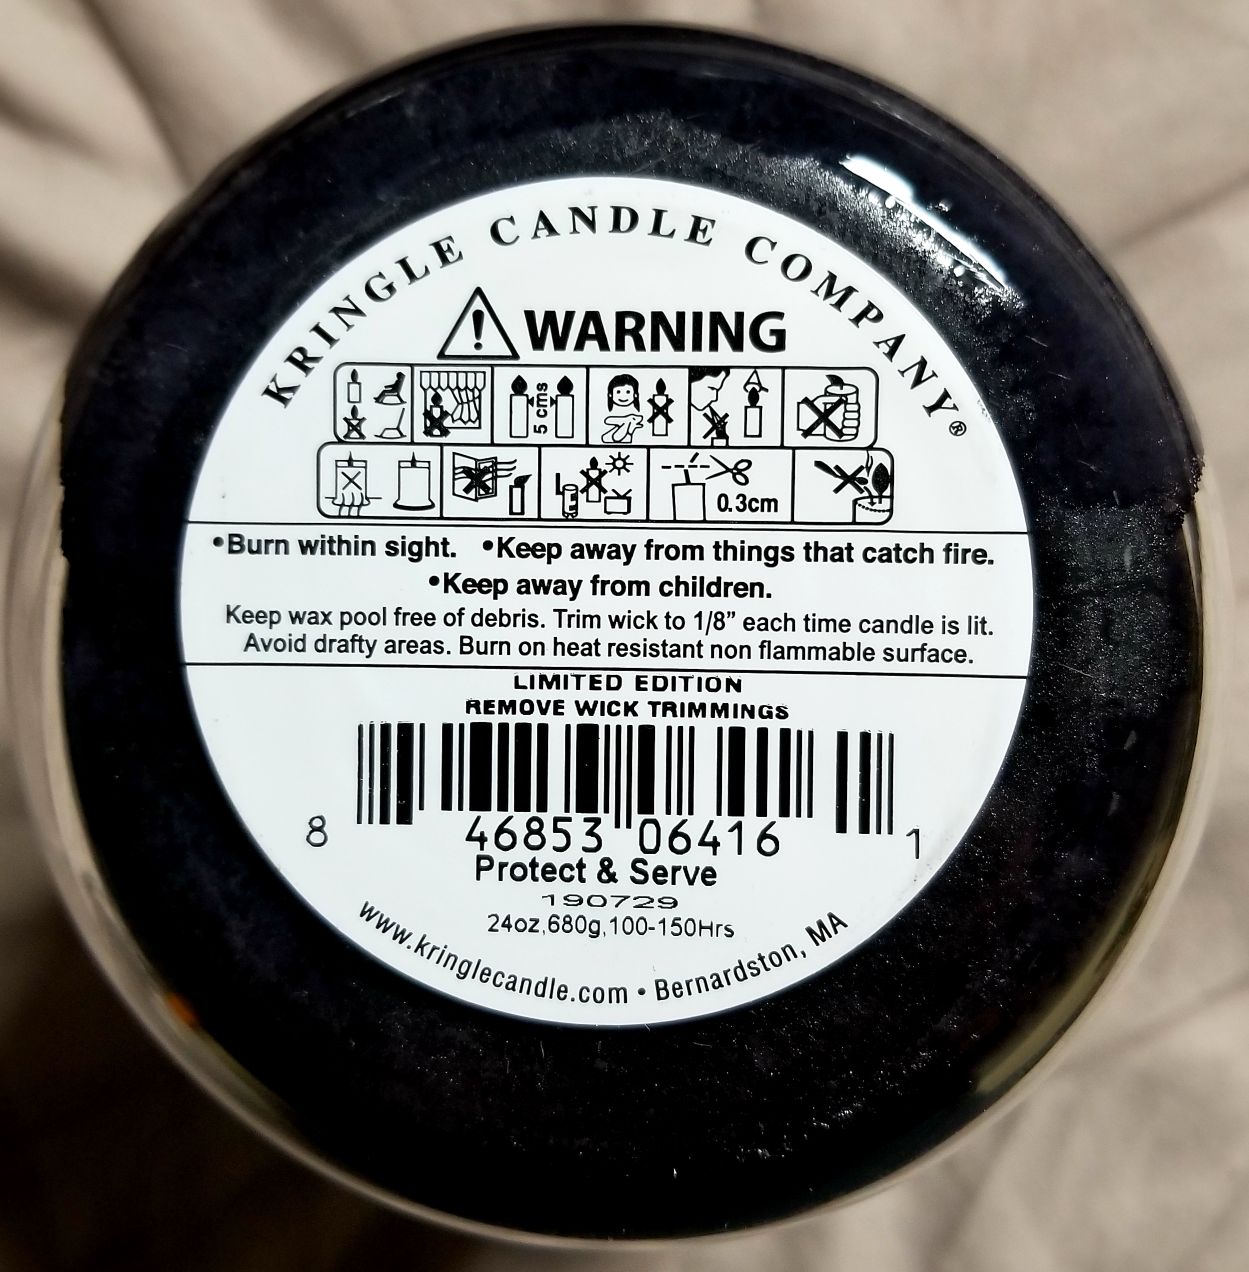 KRINGLE CANDLE COMPANY®
WARNING
5 cms
0.3cm
•Burn within sight. •Keep away from things that catch fire.
•Keep away from children.
Keep wax pool free of debris. Trim wick to 1/8” each time candle is lit.
Avoid drafty areas. Burn on heat resistant non flammable surface.
LIMITED EDITION
REMOVE WICK TRIMMINGS
8 46853 06416 1
Protect & Serve
190729
24oz,680g,100-150Hrs
www.kringlecandle.com • Bernardston, MA